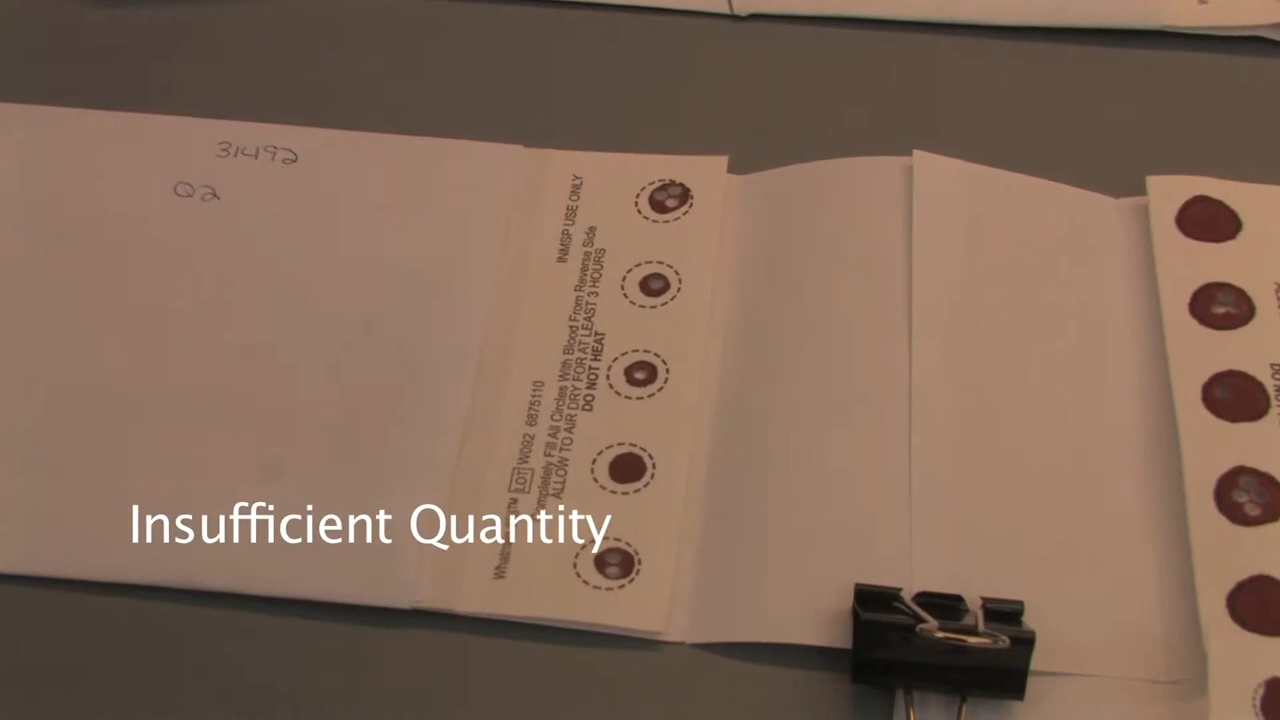 31492
Q2
INMSP USE ONLY
Completely Fill All Circles With Blood From Reverse Side
ALLOW TO AIR DRY FOR AT LEAST 3 HOURS
DO NOT HEAT
LOT W092 6875110
Insufficient Quantity